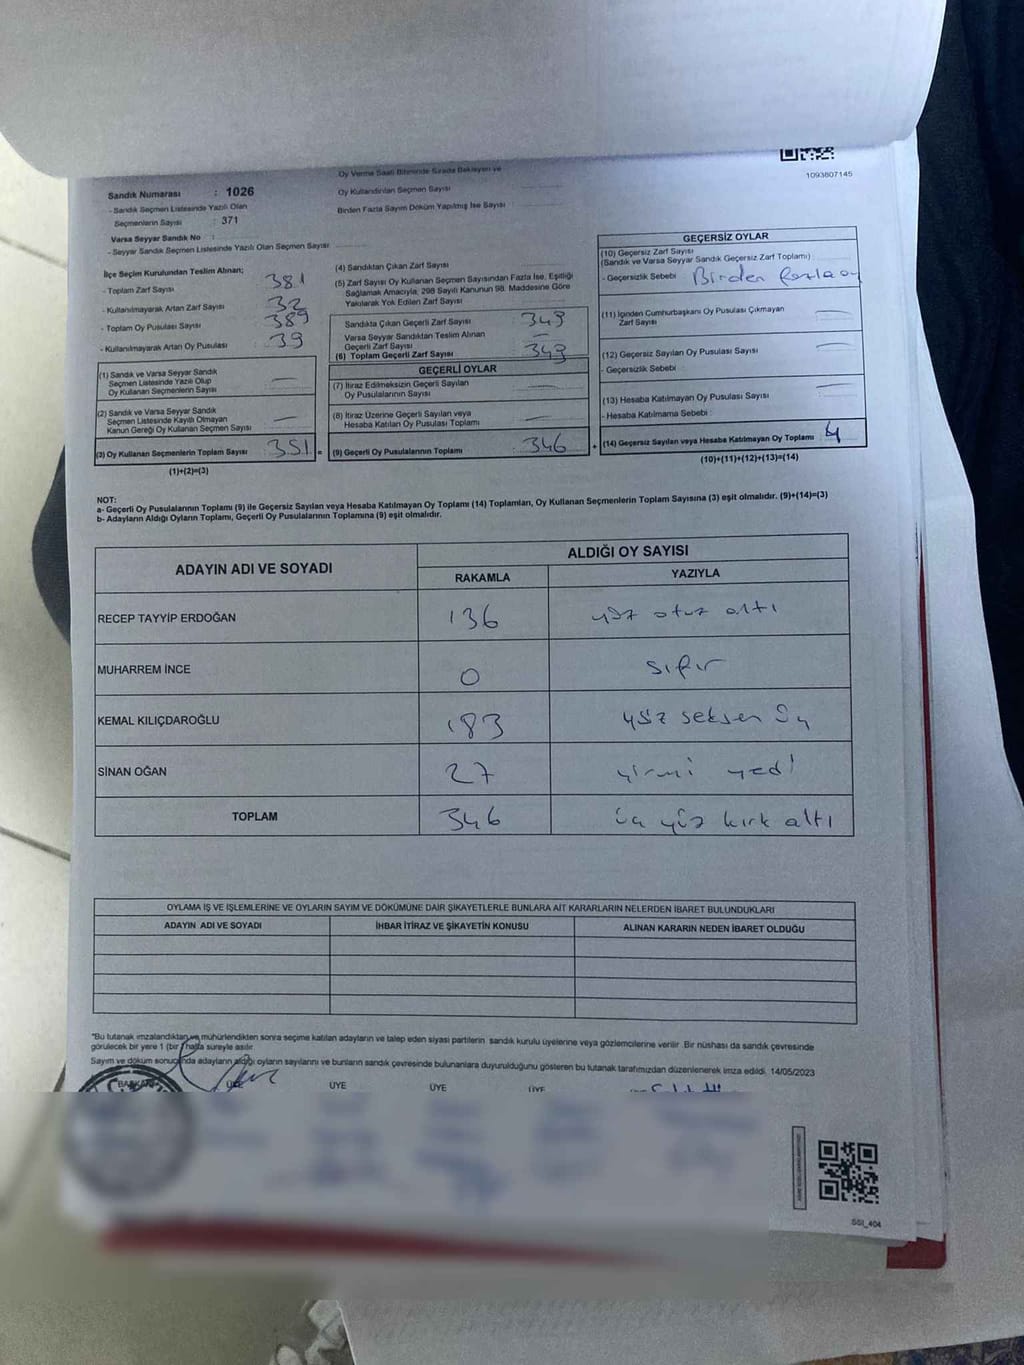 1093807145
Oy Verme Saati Bitiminde Sırada Bekleyen ve
Oy Kullandırılan Seçmen Sayısı
Birden Fazla Sayım Döküm Yapılmış İse Sayısı :
Sandık Numarası : 1026
- Sandık Seçmen Listesinde Yazılı Olan
Seçmenlerin Sayısı : 371
Varsa Seyyar Sandık No :
- Seyyar Sandık Seçmen Listesinde Yazılı Olan Seçmen Sayısı
İlçe Seçim Kurulundan Teslim Alınan;
- Toplam Zarf Sayısı : 381
- Kullanılmayarak Artan Zarf Sayısı : 32
- Toplam Oy Pusulası Sayısı : 389
- Kullanılmayarak Artan Oy Pusulası : 39
(1) Sandık ve Varsa Seyyar Sandık
Seçmen Listesinde Yazılı Olup
Oy Kullanan Seçmenlerin Sayısı —
(2) Sandık ve Varsa Seyyar Sandık
Seçmen Listesinde Kayıtlı Olmayan
Kanun Gereği Oy Kullanan Seçmen Sayısı —
(3) Oy Kullanan Seçmenlerin Toplam Sayısı 351 =
(1)+(2)=(3)
(4) Sandıktan Çıkan Zarf Sayısı :
(5) Zarf Sayısı Oy Kullanan Seçmen Sayısından Fazla İse, Eşitliği
Sağlamak Amacıyla; 298 Sayılı Kanunun 98. Maddesine Göre
Yakılarak Yok Edilen Zarf Sayısı
Sandıkta Çıkan Geçerli Zarf Sayısı : 349
Varsa Seyyar Sandıktan Teslim Alınan
Geçerli Zarf Sayısı : —
(6) Toplam Geçerli Zarf Sayısı : 349
GEÇERLİ OYLAR
(7) İtiraz Edilmeksizin Geçerli Sayılan
Oy Pusulalarının Sayısı —
(8) İtiraz Üzerine Geçerli Sayılan veya
Hesaba Katılan Oy Pusulası Toplamı —
(9) Geçerli Oy Pusulalarının Toplamı : 346 +
GEÇERSİZ OYLAR
(10) Geçersiz Zarf Sayısı
(Sandık ve Varsa Seyyar Sandık Geçersiz Zarf Toplamı) :
- Geçersizlik Sebebi : Birden fazla oy
(11) İçinden Cumhurbaşkanı Oy Pusulası Çıkmayan
Zarf Sayısı —
(12) Geçersiz Sayılan Oy Pusulası Sayısı —
- Geçersizlik Sebebi :
(13) Hesaba Katılmayan Oy Pusulası Sayısı —
- Hesaba Katılmama Sebebi :
(14) Geçersiz Sayılan veya Hesaba Katılmayan Oy Toplamı : 4
(10)+(11)+(12)+(13)=(14)
NOT:
a- Geçerli Oy Pusulalarının Toplamı (9) ile Geçersiz Sayılan veya Hesaba Katılmayan Oy Toplamı (14) Toplamları, Oy Kullanan Seçmenlerin Toplam Sayısına (3) eşit olmalıdır. (9)+(14)=(3)
b- Adayların Aldığı Oyların Toplamı, Geçerli Oy Pusulalarının Toplamına (9) eşit olmalıdır.
ADAYIN ADI VE SOYADI
ALDIĞI OY SAYISI
RAKAMLA YAZIYLA
RECEP TAYYİP ERDOĞAN 136 yüz otuz altı
MUHARREM İNCE 0 sıfır
KEMAL KILIÇDAROĞLU 183 yüz seksen üç
SİNAN OĞAN 27 yirmi yedi
TOPLAM 346 üç yüz kırk altı
OYLAMA İŞ VE İŞLEMLERİNE VE OYLARIN SAYIM VE DÖKÜMÜNE DAİR ŞİKAYETLERLE BUNLARA AİT KARARLARIN NELERDEN İBARET BULUNDUKLARI
ADAYIN ADI VE SOYADI İHBAR İTİRAZ VE ŞİKAYETİN KONUSU ALINAN KARARIN NEDEN İBARET OLDUĞU
*Bu tutanak imzalandıktan ve mühürlendikten sonra seçime katılan adayların ve talep eden siyasi partilerin sandık kurulu üyelerine veya gözlemcilerine verilir. Bir nüshası da sandık çevresinde
görülecek bir yere 1 (bir) hafta süreyle asılır.
Sayım ve döküm sonucunda adayların aldığı oyların sayılarını ve bunların sandık çevresinde bulunanlara duyurulduğunu gösteren bu tutanak tarafımızdan düzenlenerek imza edildi. 14/05/2023
BAŞKAN ÜYE ÜYE ÜYE ÜYE
SSI_404